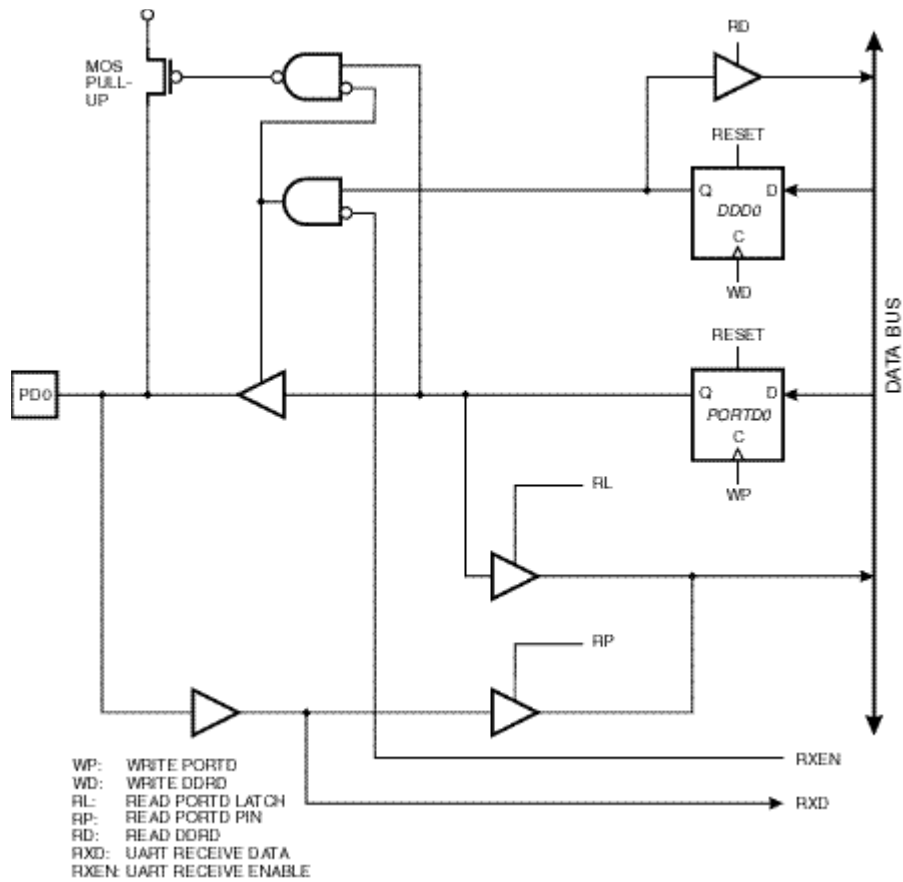 RD
MOS
PULL-
UP
RESET
Q D
DDD0
C
WD
DATA BUS
RESET
PD0
Q D
PORTD0
C
WP
RL
RP
WP: WRITE PORTD
WD: WRITE DDRD
RL: READ PORTD LATCH
RP: READ PORTD PIN
RD: READ DDRD
RXD: UART RECEIVE DATA
RXEN: UART RECEIVE ENABLE
RXEN
RXD